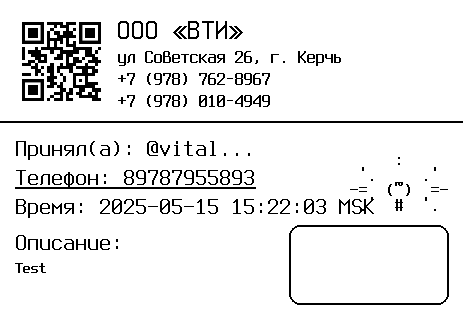 ООО «ВТИ»
ул Советская 26, г. Керчь
+7 (978) 762-8967
+7 (978) 010-4949
Принял(а): @vital...
Телефон: 89787955893
Время: 2025-05-15 15:22:03 MSK
Описание:
Test